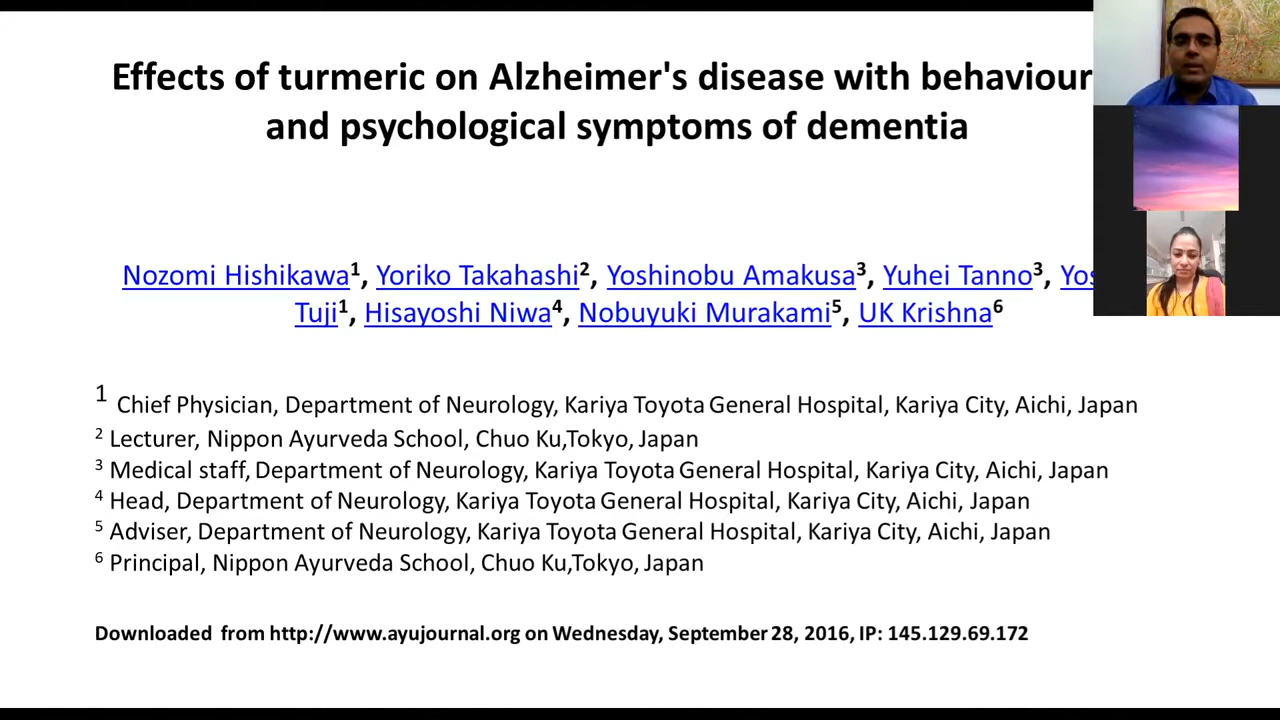 Effects of turmeric on Alzheimer's disease with behaviour
and psychological symptoms of dementia
Nozomi Hishikawa1, Yoriko Takahashi2, Yoshinobu Amakusa3, Yuhei Tanno3,
Tuji1, Hisayoshi Niwa4, Nobuyuki Murakami5, UK Krishna6
1 Chief Physician, Department of Neurology, Kariya Toyota General Hospital, Kariya City, Aichi, Japan
2 Lecturer, Nippon Ayurveda School, Chuo Ku,Tokyo, Japan
3 Medical staff, Department of Neurology, Kariya Toyota General Hospital, Kariya City, Aichi, Japan
4 Head, Department of Neurology, Kariya Toyota General Hospital, Kariya City, Aichi, Japan
5 Adviser, Department of Neurology, Kariya Toyota General Hospital, Kariya City, Aichi, Japan
6 Principal, Nippon Ayurveda School, Chuo Ku,Tokyo, Japan
Downloaded from http://www.ayujournal.org on Wednesday, September 28, 2016, IP: 145.129.69.172